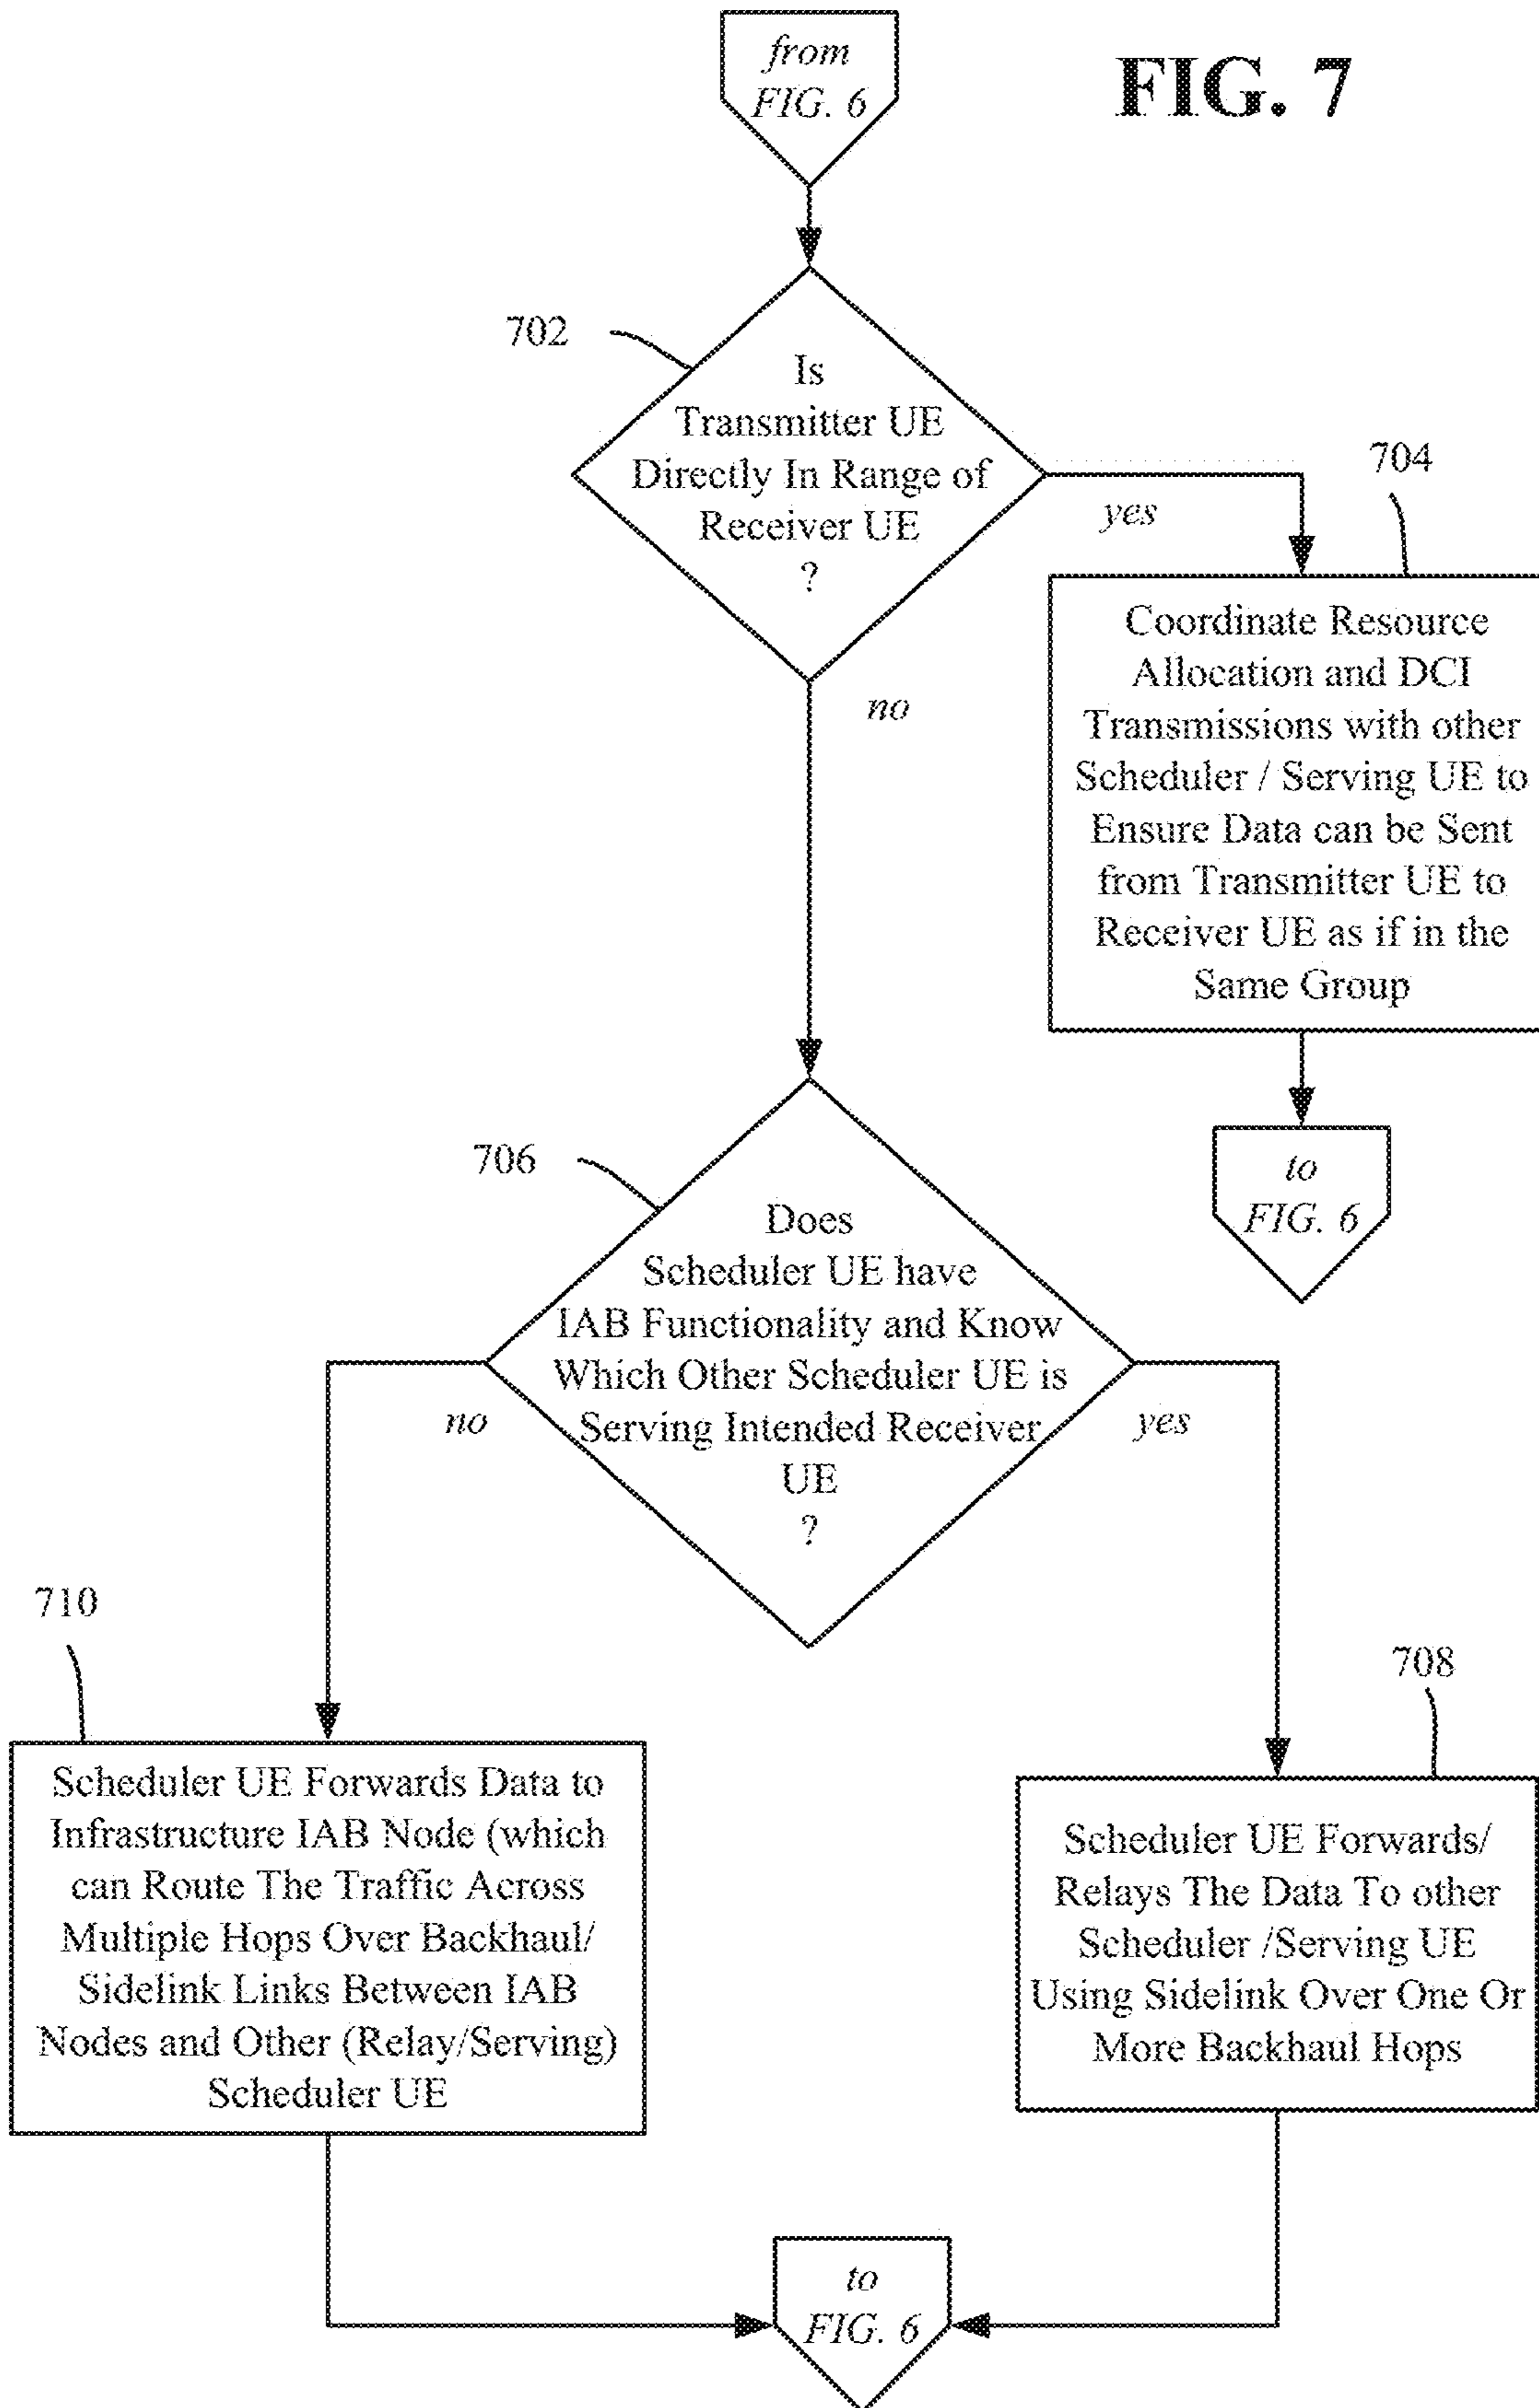 from
FIG. 6
FIG. 7
702
Is
Transmitter UE
Directly In Range of
Receiver UE
?
yes
no
704
Coordinate Resource
Allocation and DCI
Transmissions with other
Scheduler / Serving UE to
Ensure Data can be Sent
from Transmitter UE to
Receiver UE as if in the
Same Group
to
FIG. 6
706
Does
Scheduler UE have
IAB Functionality and Know
Which Other Scheduler UE is
Serving Intended Receiver
UE
?
no
yes
710
Scheduler UE Forwards Data to
Infrastructure IAB Node (which
can Route The Traffic Across
Multiple Hops Over Backhaul/
Sidelink Links Between IAB
Nodes and Other (Relay/Serving)
Scheduler UE
708
Scheduler UE Forwards/
Relays The Data To other
Scheduler /Serving UE
Using Sidelink Over One Or
More Backhaul Hops
to
FIG. 6